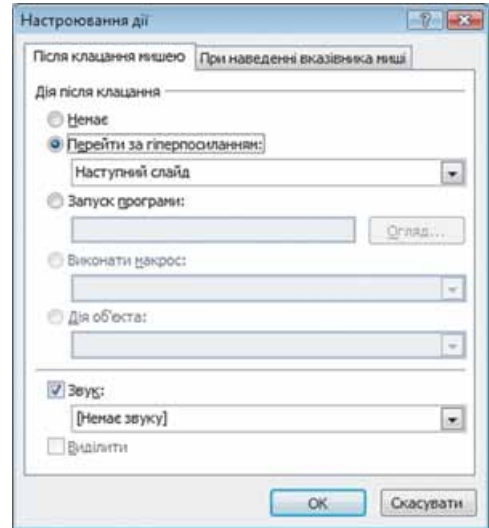 Настроювання дії
Після клацання мишею При наведенні вказівника миші
Дія після клацання
Немає
Перейти за гіперпосиланням:
Наступний слайд
Запуск програми:
Огляд...
Виконати макрос:
Дія об'єкта:
Звук:
[Немає звуку]
Виділити
ОК Скасувати